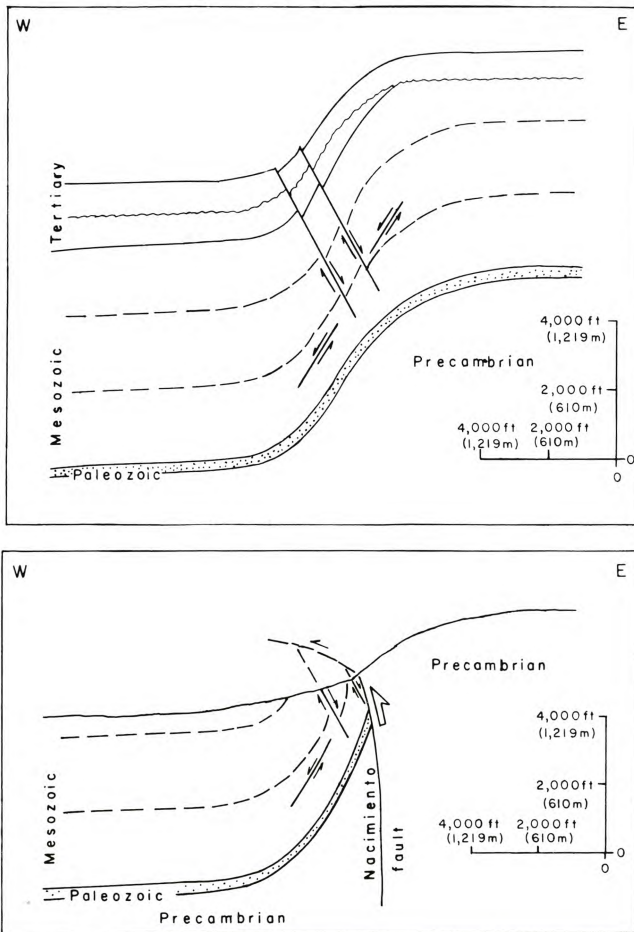 W
E
Tertiary
Mesozoic
Paleozoic
Precambrian
4,000 ft
(1,219m)
2,000 ft
(610m)
4,000 ft
(1,219m)
2,000 ft
(610m)
0
0
W
E
Precambrian
Mesozoic
Paleozoic
Precambrian
Nacimiento
fault
4,000 ft
(1,219m)
2,000 ft
(610m)
4,000 ft
(1,219m)
2,000 ft
(610m)
0
0